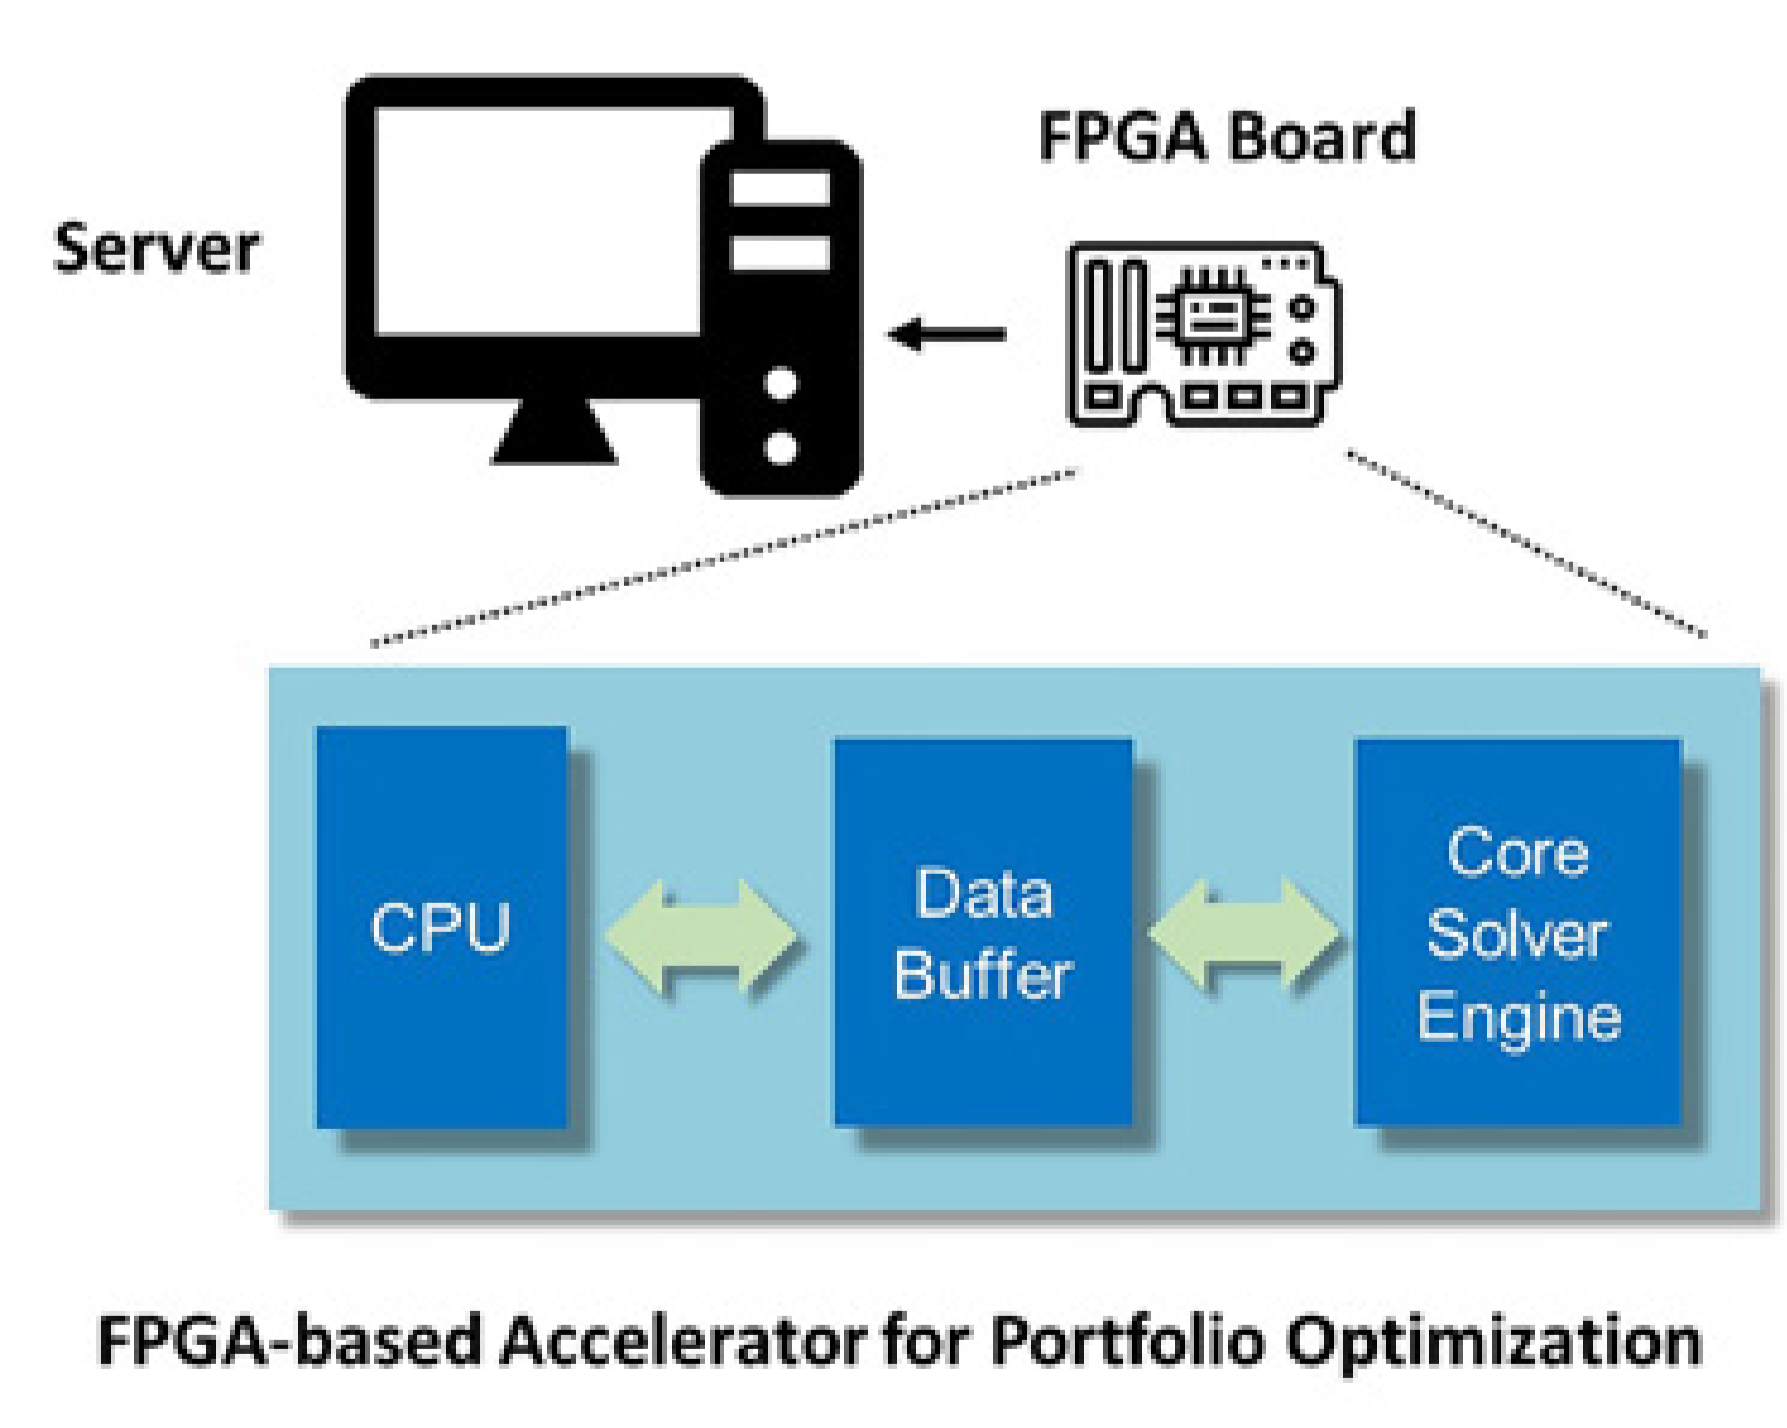 FPGA Board
Server
CPU
Data
Buffer
Core
Solver
Engine
FPGA-based Accelerator for Portfolio Optimization